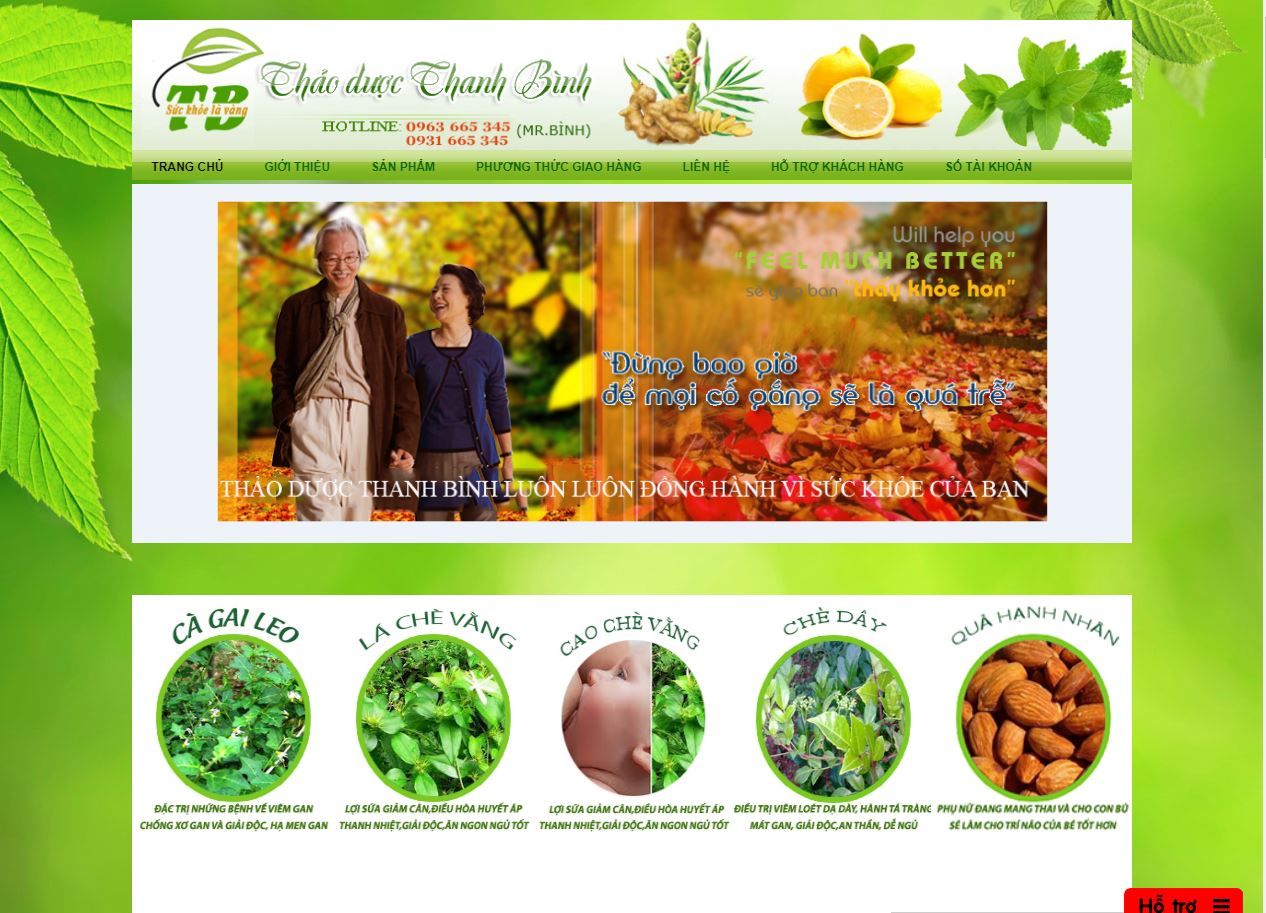 Thảo dược Thanh Bình
TB
Sức khỏe là vàng
HOTLINE: 0963 665 345 (MR.BÌNH)
0931 665 345
TRANG CHỦ GIỚI THIỆU SẢN PHẨM PHƯƠNG THỨC GIAO HÀNG LIÊN HỆ HỖ TRỢ KHÁCH HÀNG SỐ TÀI KHOẢN
Will help you
"FEEL MUCH BETTER"
sẽ giúp bạn "thấy khỏe hơn"
"Đừng bao giờ
để mọi cố gắng sẽ là quá trễ"
THẢO DƯỢC THANH BÌNH LUÔN LUÔN ĐỒNG HÀNH VÌ SỨC KHỎE CỦA BẠN
CÀ GAI LEO
LÁ CHÈ VẰNG
CAO CHÈ VẰNG
CHÈ DÂY
QUẢ HẠNH NHÂN
ĐẶC TRỊ NHỮNG BỆNH VỀ VIÊM GAN
CHỐNG XƠ GAN VÀ GIẢI ĐỘC, HẠ MEN GAN
LỢI SỮA GIẢM CÂN,ĐIỀU HÒA HUYẾT ÁP
THANH NHIỆT,GIẢI ĐỘC,ĂN NGON NGỦ TỐT
LỢI SỮA GIẢM CÂN,ĐIỀU HÒA HUYẾT ÁP
THANH NHIỆT,GIẢI ĐỘC,ĂN NGON NGỦ TỐT
ĐIỀU TRỊ VIÊM LOÉT DẠ DÀY, HÀNH TÁ TRÀNG
MÁT GAN, GIẢI ĐỘC,AN THẦN, DỄ NGỦ
PHỤ NỮ ĐANG MANG THAI VÀ CHO CON BÚ
SẼ LÀM CHO TRÍ NÃO CỦA BÉ TỐT HƠN
Hỗ trợ